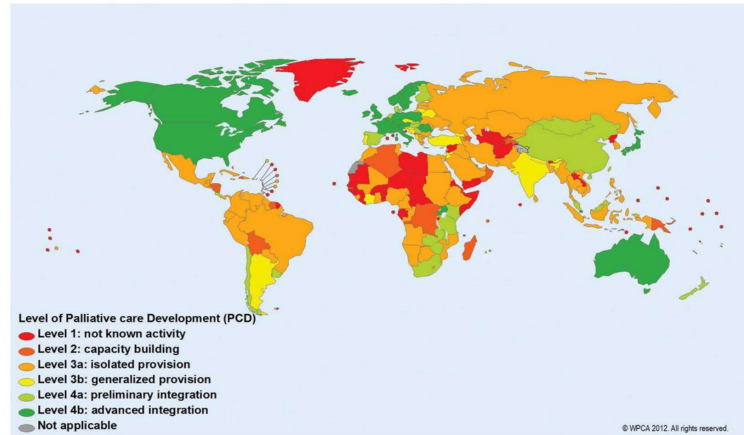 Level of Palliative care Development (PCD)
Level 1: not known activity
Level 2: capacity building
Level 3a: isolated provision
Level 3b: generalized provision
Level 4a: preliminary integration
Level 4b: advanced integration
Not applicable
© WPCA 2012. All rights reserved.